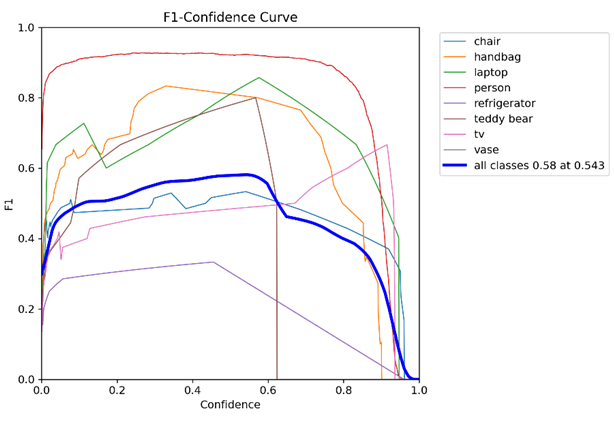 F1-Confidence Curve
1.0
0.8
0.6
0.4
0.2
0.0
F1
0.0 0.2 0.4 0.6 0.8 1.0
Confidence
chair
handbag
laptop
person
refrigerator
teddy bear
tv
vase
all classes 0.58 at 0.543